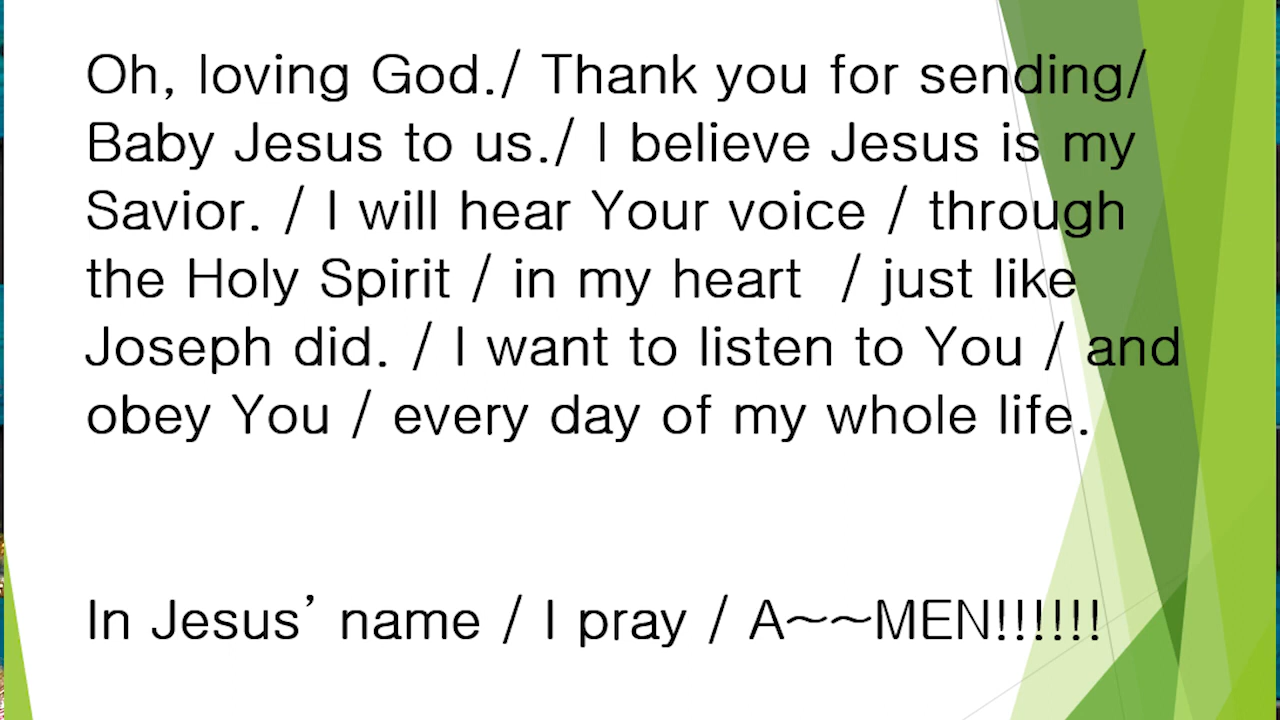 Oh, loving God./ Thank you for sending/
Baby Jesus to us./ I believe Jesus is my
Savior. / I will hear Your voice / through
the Holy Spirit / in my heart  / just like
Joseph did. / I want to listen to You / and
obey You / every day of my whole life.
In Jesus’ name / I pray / A~~MEN!!!!!!